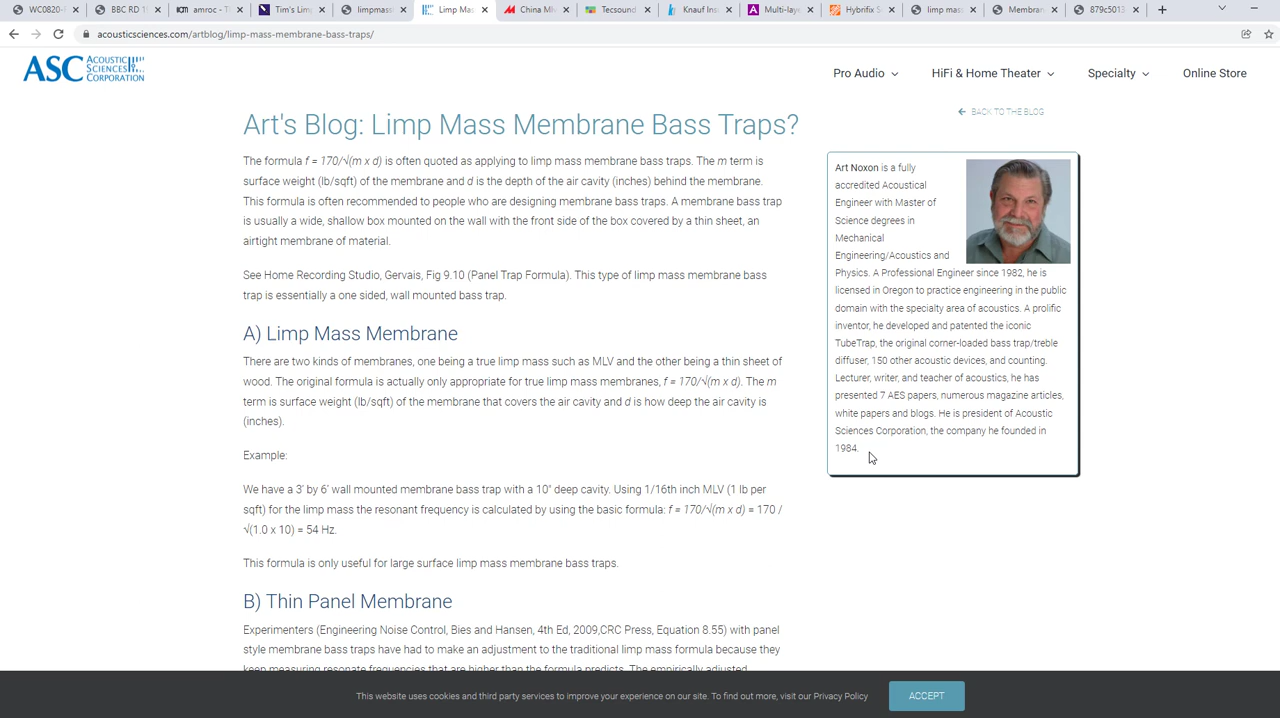 WC0820-
BBC RD 1
amroc - T
Tim's Lim
limpmass
Limp Mas
China ML
Tecsound
Knauf Ins
Multi-lay
Hybrifix S
limp mas
Membran
879c5013
acousticsciences.com/artblog/limp-mass-membrane-bass-traps/
ASC ACOUSTIC SCIENCES CORPORATION
Pro Audio
HiFi & Home Theater
Specialty
Online Store
BACK TO THE BLOG
Art's Blog: Limp Mass Membrane Bass Traps?
The formula f = 170/√(m x d) is often quoted as applying to limp mass membrane bass traps. The m term is
surface weight (lb/sqft) of the membrane and d is the depth of the air cavity (inches) behind the membrane.
This formula is often recommended to people who are designing membrane bass traps. A membrane bass trap
is usually a wide, shallow box mounted on the wall with the front side of the box covered by a thin sheet, an
airtight membrane of material.
See Home Recording Studio, Gervais, Fig 9.10 (Panel Trap Formula). This type of limp mass membrane bass
trap is essentially a one sided, wall mounted bass trap.
A) Limp Mass Membrane
There are two kinds of membranes, one being a true limp mass such as MLV and the other being a thin sheet of
wood. The original formula is actually only appropriate for true limp mass membranes, f = 170/√(m x d). The m
term is surface weight (lb/sqft) of the membrane that covers the air cavity and d is how deep the air cavity is
(inches).
Example:
We have a 3' by 6' wall mounted membrane bass trap with a 10" deep cavity. Using 1/16th inch MLV (1 lb per
sqft) for the limp mass the resonant frequency is calculated by using the basic formula: f = 170/√(m x d) = 170 /
√(1.0 x 10) = 54 Hz.
This formula is only useful for large surface limp mass membrane bass traps.
B) Thin Panel Membrane
Experimenters (Engineering Noise Control, Bies and Hansen, 4th Ed, 2009,CRC Press, Equation 8.55) with panel
style membrane bass traps have had to make an adjustment to the traditional limp mass formula because they
keep measuring resonate frequencies that are higher than the formula predicts. The empirically adjusted
Art Noxon is a fully
accredited Acoustical
Engineer with Master of
Science degrees in
Mechanical
Engineering/Acoustics and
Physics. A Professional Engineer since 1982, he is
licensed in Oregon to practice engineering in the public
domain with the specialty area of acoustics. A prolific
inventor, he developed and patented the iconic
TubeTrap, the original corner-loaded bass trap/treble
diffuser, 150 other acoustic devices, and counting.
Lecturer, writer, and teacher of acoustics, he has
presented 7 AES papers, numerous magazine articles,
white papers and blogs. He is president of Acoustic
Sciences Corporation, the company he founded in
1984.
This website uses cookies and third party services to improve your experience on our site. To find out more, visit our Privacy Policy
ACCEPT